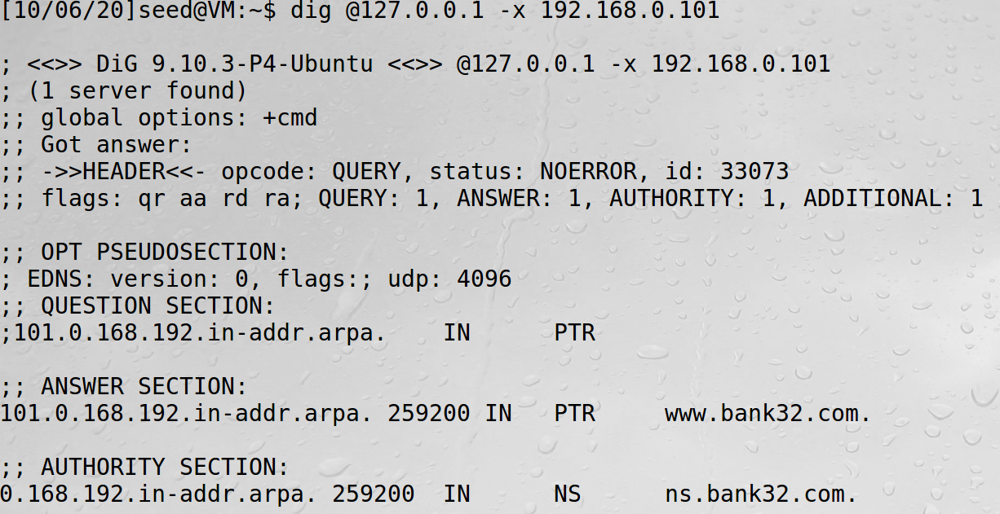 [10/06/20]seed@VM:~$ dig @127.0.0.1 -x 192.168.0.101
; <<>> DiG 9.10.3-P4-Ubuntu <<>> @127.0.0.1 -x 192.168.0.101
; (1 server found)
;; global options: +cmd
;; Got answer:
;; ->>HEADER<<- opcode: QUERY, status: NOERROR, id: 33073
;; flags: qr aa rd ra; QUERY: 1, ANSWER: 1, AUTHORITY: 1, ADDITIONAL: 1
;; OPT PSEUDOSECTION:
; EDNS: version: 0, flags:; udp: 4096
;; QUESTION SECTION:
;101.0.168.192.in-addr.arpa. IN PTR
;; ANSWER SECTION:
101.0.168.192.in-addr.arpa. 259200 IN PTR www.bank32.com.
;; AUTHORITY SECTION:
0.168.192.in-addr.arpa. 259200 IN NS ns.bank32.com.